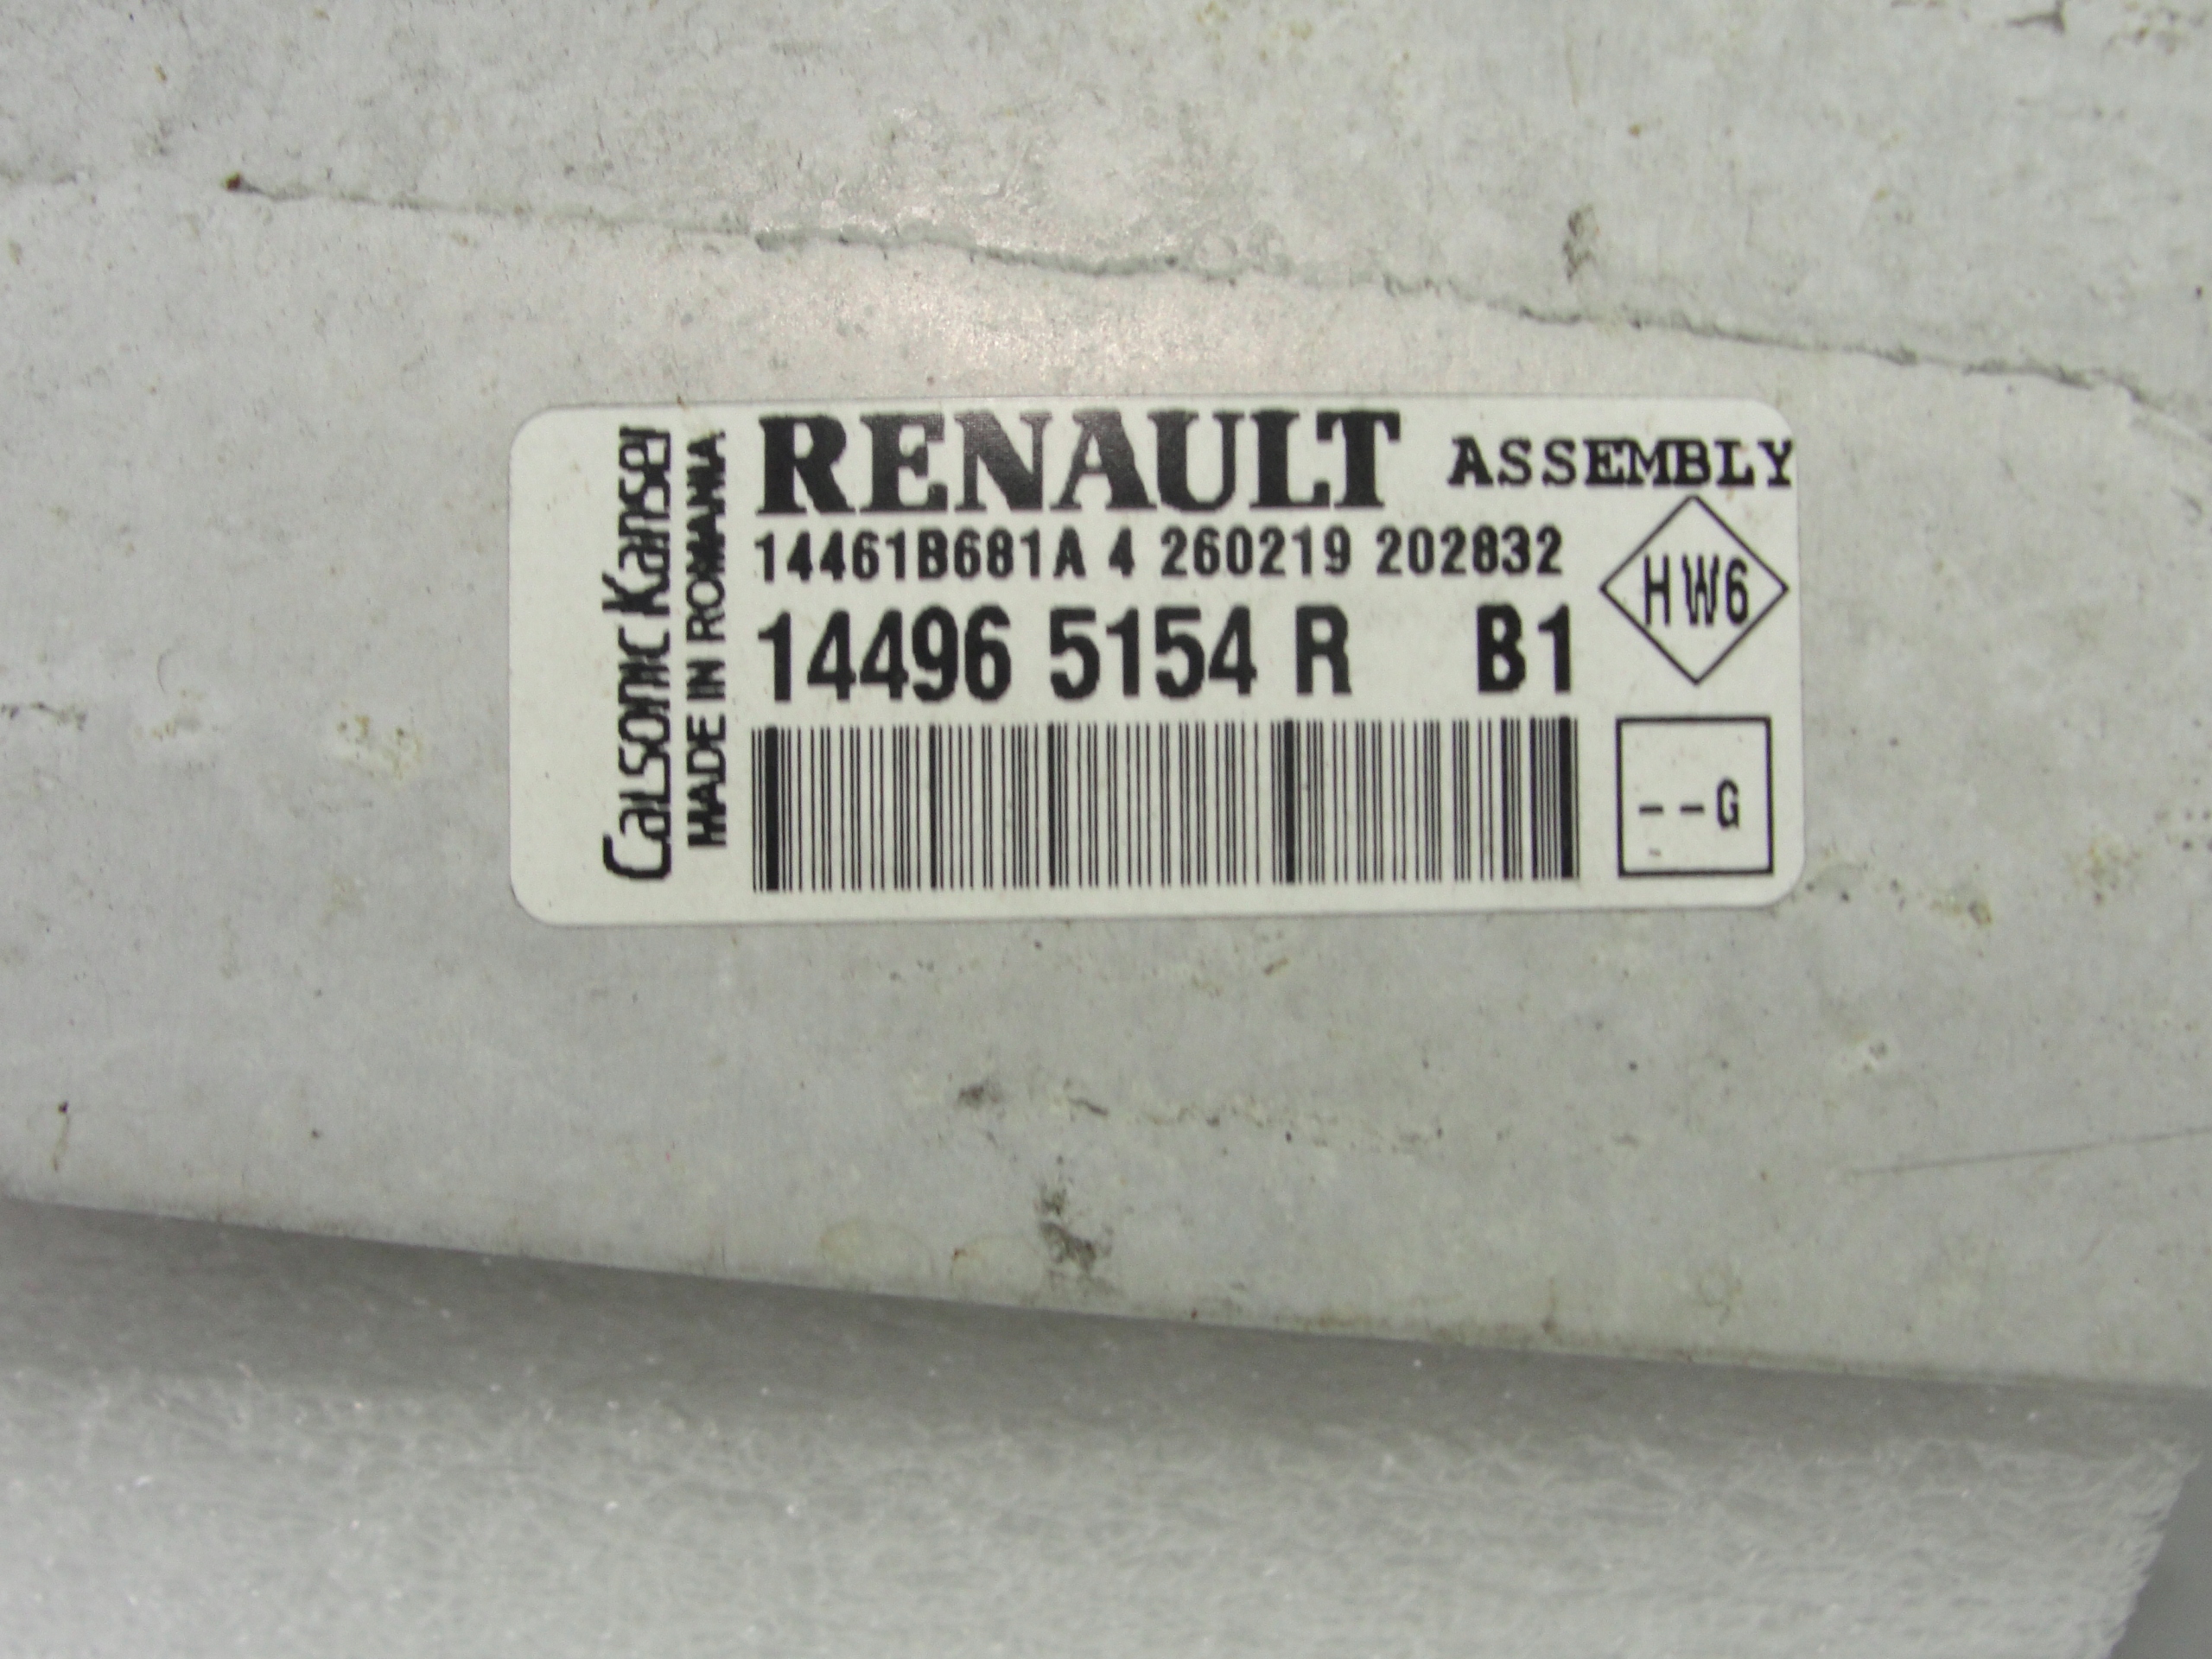 Calsonic Kansei
MADE IN ROMANIA
RENAULT ASSEMBLY
14461B681A 4 260219 202832
14496 5154 R B1
HW6
--G